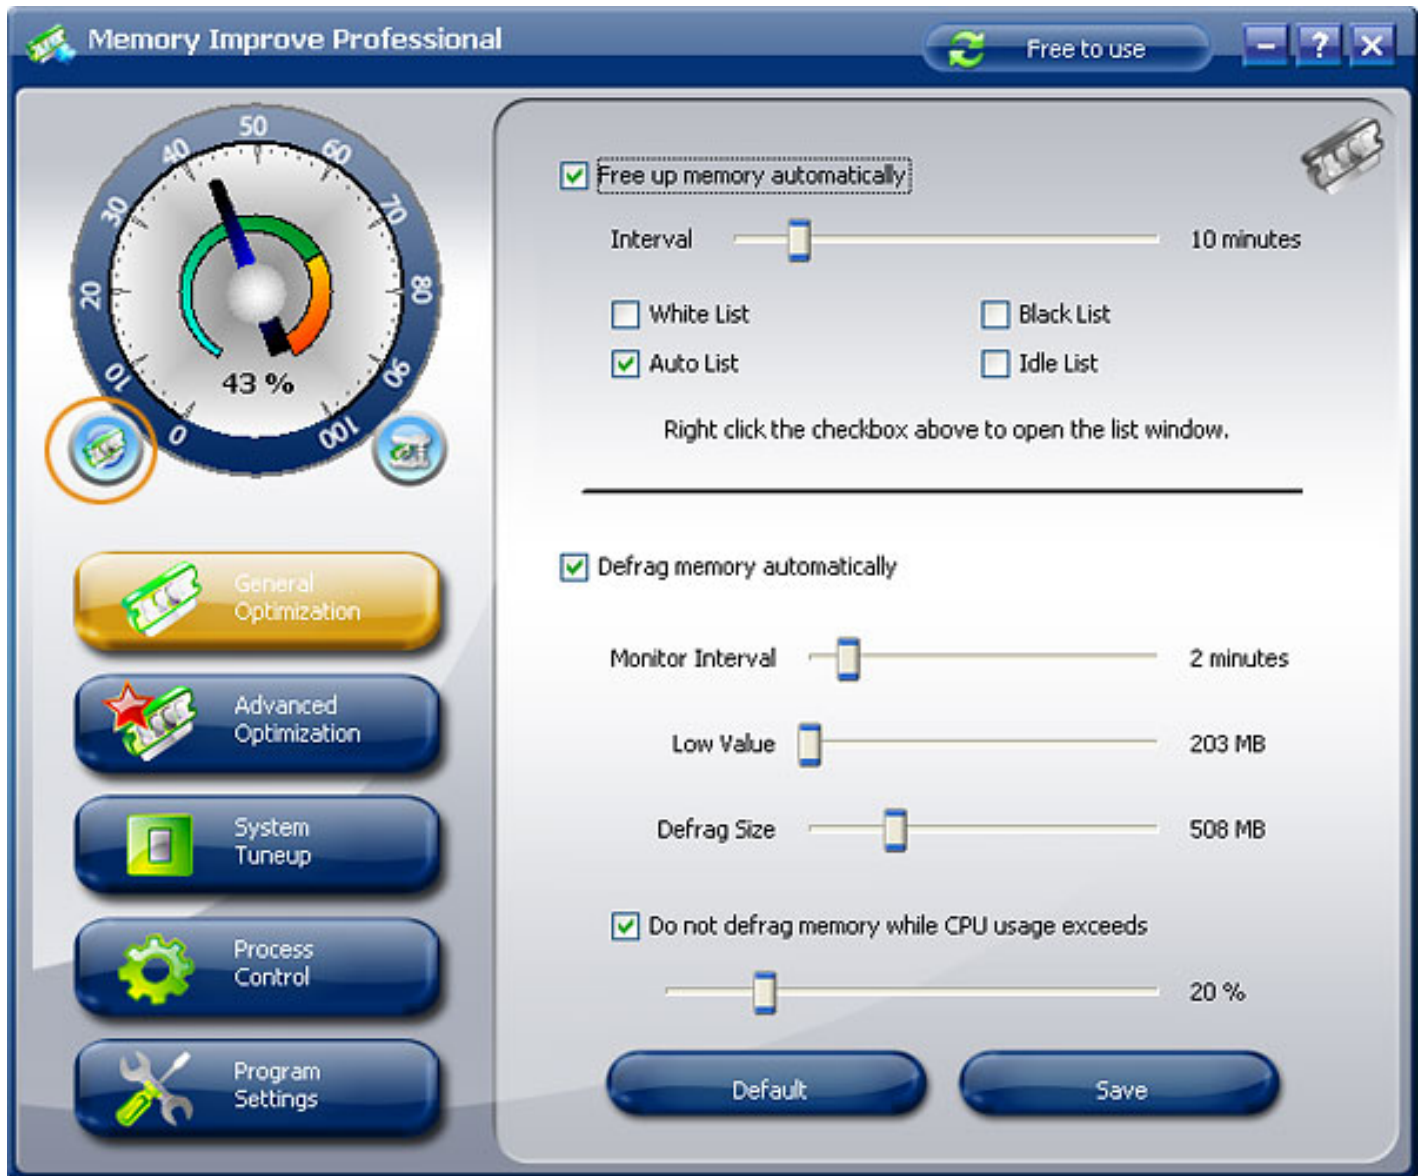 Memory Improve Professional
Free to use
?
50
40
60
30
70
20
80
10
90
0
100
43 %
General
Optimization
Advanced
Optimization
System
Tuneup
Process
Control
Program
Settings
Free up memory automatically
Interval 10 minutes
White List Black List
Auto List Idle List
Right click the checkbox above to open the list window.
Defrag memory automatically
Monitor Interval 2 minutes
Low Value 203 MB
Defrag Size 508 MB
Do not defrag memory while CPU usage exceeds
20 %
Default Save